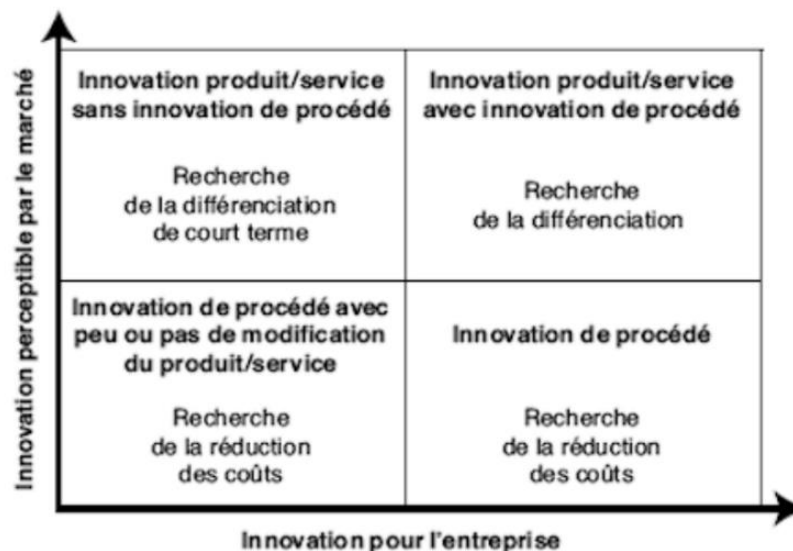 Innovation perceptible par le marché
Innovation produit/service
sans innovation de procédé
Recherche
de la différenciation
de court terme
Innovation produit/service
avec innovation de procédé
Recherche
de la différenciation
Innovation de procédé avec
peu ou pas de modification
du produit/service
Recherche
de la réduction
des coûts
Innovation de procédé
Recherche
de la réduction
des coûts
Innovation pour l'entreprise